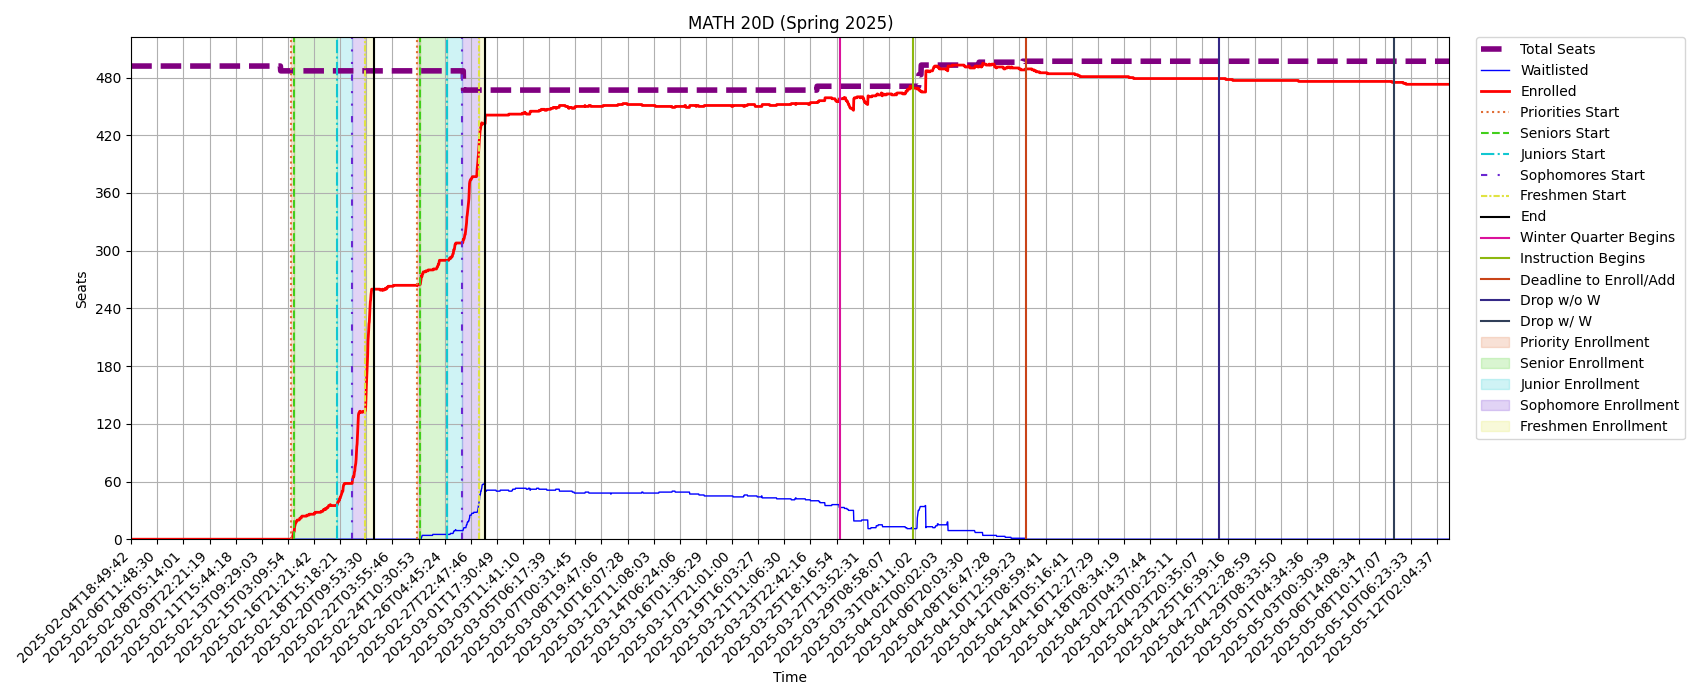 MATH 20D (Spring 2025)
Seats
480
420
360
300
240
180
120
60
0
2025-02-04T18:49:42
2025-02-06T11:48:30
2025-02-08T05:14:01
2025-02-09T22:21:19
2025-02-11T15:44:18
2025-02-13T09:29:03
2025-02-15T03:09:54
2025-02-16T21:21:42
2025-02-18T15:18:21
2025-02-20T09:53:30
2025-02-22T03:55:46
2025-02-24T10:30:53
2025-02-26T04:45:24
2025-02-27T22:47:46
2025-03-01T17:30:49
2025-03-03T11:41:10
2025-03-05T06:17:39
2025-03-07T00:31:45
2025-03-08T19:47:06
2025-03-10T16:07:28
2025-03-12T11:08:03
2025-03-14T06:24:06
2025-03-16T01:36:29
2025-03-17T21:01:00
2025-03-19T16:03:27
2025-03-21T11:06:30
2025-03-23T22:42:16
2025-03-25T18:16:54
2025-03-27T13:52:31
2025-03-29T08:58:07
2025-03-31T04:11:02
2025-04-02T00:02:03
2025-04-06T20:03:30
2025-04-08T16:47:28
2025-04-10T12:59:23
2025-04-12T08:59:41
2025-04-14T05:16:41
2025-04-16T12:27:29
2025-04-18T08:34:19
2025-04-20T04:37:44
2025-04-22T00:25:11
2025-04-23T20:35:07
2025-04-25T16:39:16
2025-04-27T12:28:59
2025-04-29T08:33:50
2025-05-01T04:34:36
2025-05-03T00:30:39
2025-05-06T14:08:34
2025-05-08T10:17:07
2025-05-10T06:23:33
2025-05-12T02:04:37
Time
Total Seats
Waitlisted
Enrolled
Priorities Start
Seniors Start
Juniors Start
Sophomores Start
Freshmen Start
End
Winter Quarter Begins
Instruction Begins
Deadline to Enroll/Add
Drop w/o W
Drop w/ W
Priority Enrollment
Senior Enrollment
Junior Enrollment
Sophomore Enrollment
Freshmen Enrollment